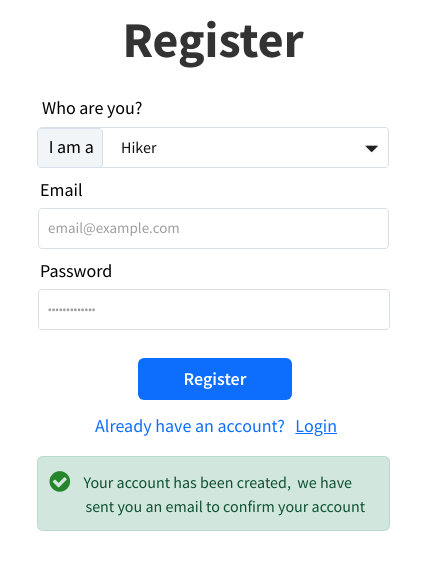 Register
Who are you?
I am a Hiker
Email
email@example.com
Password
•••••••••••••
Register
Already have an account? Login
Your account has been created, we have
sent you an email to confirm your account